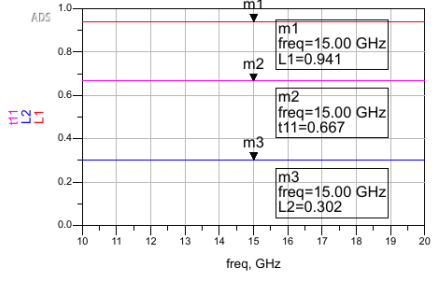 ADS
m1
m1
freq=15.00 GHz
L1=0.941
m2
m2
freq=15.00 GHz
t11=0.667
m3
m3
freq=15.00 GHz
L2=0.302
1.0
0.8
0.6
0.4
0.2
0.0
t11
L2
L1
10 11 12 13 14 15 16 17 18 19 20
freq, GHz